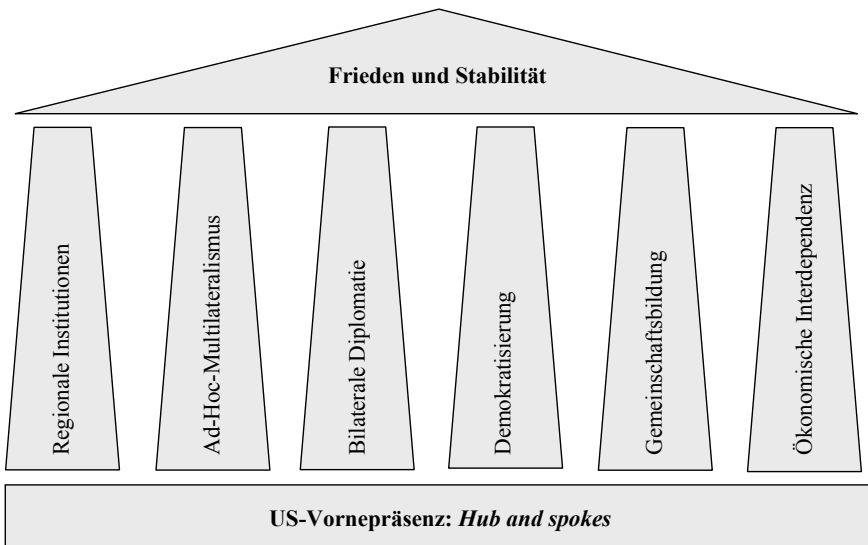 Frieden und Stabilität
Regionale Institutionen
Ad-Hoc-Multilateralismus
Bilaterale Diplomatie
Demokratisierung
Gemeinschaftsbildung
Ökonomische Interdependenz
US-Vornepräsenz: Hub and spokes